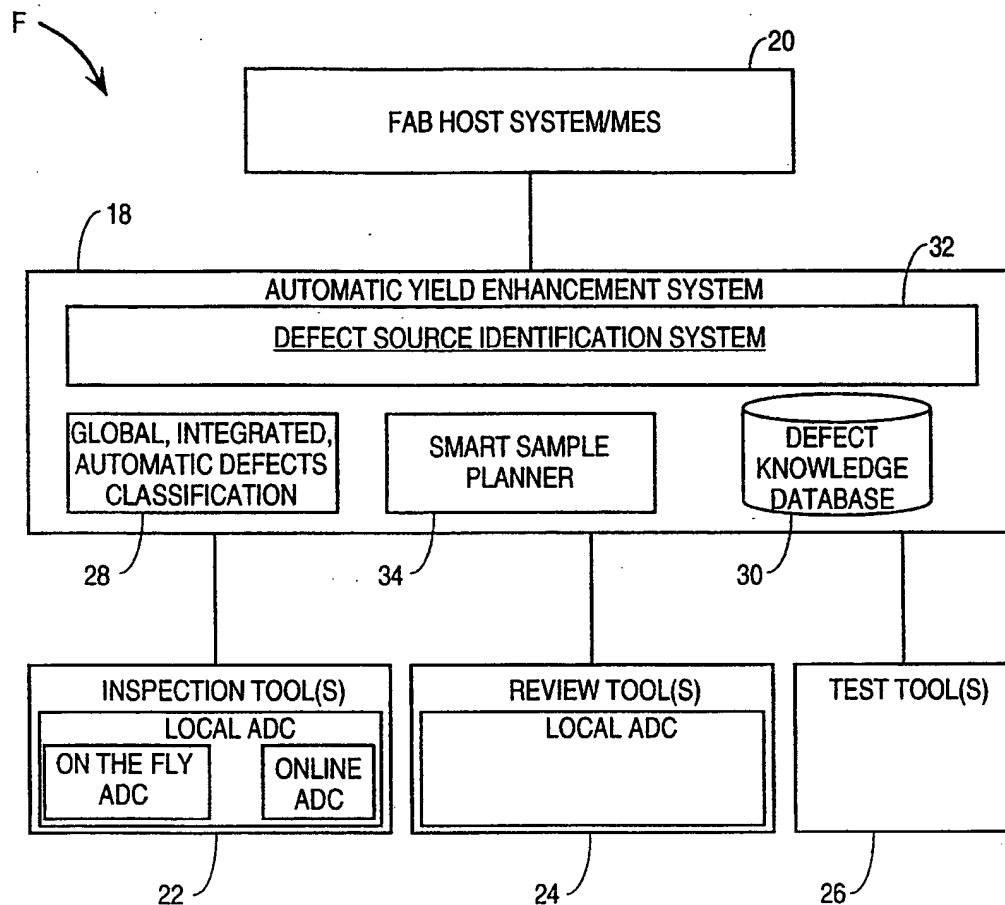 F
20
FAB HOST SYSTEM/MES
18
32
AUTOMATIC YIELD ENHANCEMENT SYSTEM
DEFECT SOURCE IDENTIFICATION SYSTEM
GLOBAL, INTEGRATED,
AUTOMATIC DEFECTS
CLASSIFICATION
SMART SAMPLE
PLANNER
DEFECT
KNOWLEDGE
DATABASE
28
34
30
INSPECTION TOOL(S)
LOCAL ADC
ON THE FLY
ADC
ONLINE
ADC
REVIEW TOOL(S)
LOCAL ADC
TEST TOOL(S)
22
24
26